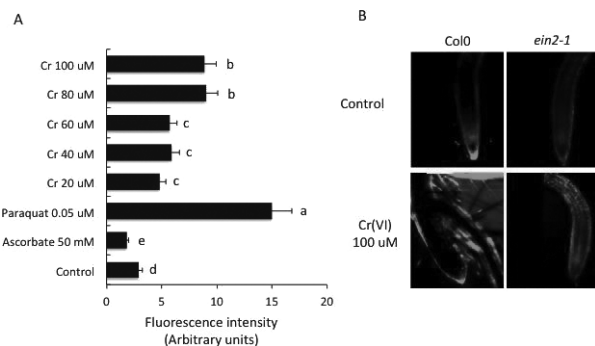 A
Cr 100 uM
b
Cr 80 uM
b
Cr 60 uM
c
Cr 40 uM
c
Cr 20 uM
c
Paraquat 0.05 uM
a
Ascorbate 50 mM
e
Control
d
0 5 10 15 20
Fluorescence intensity
(Arbitrary units)
B
Col0 ein2-1
Control
Cr(VI)
100 uM